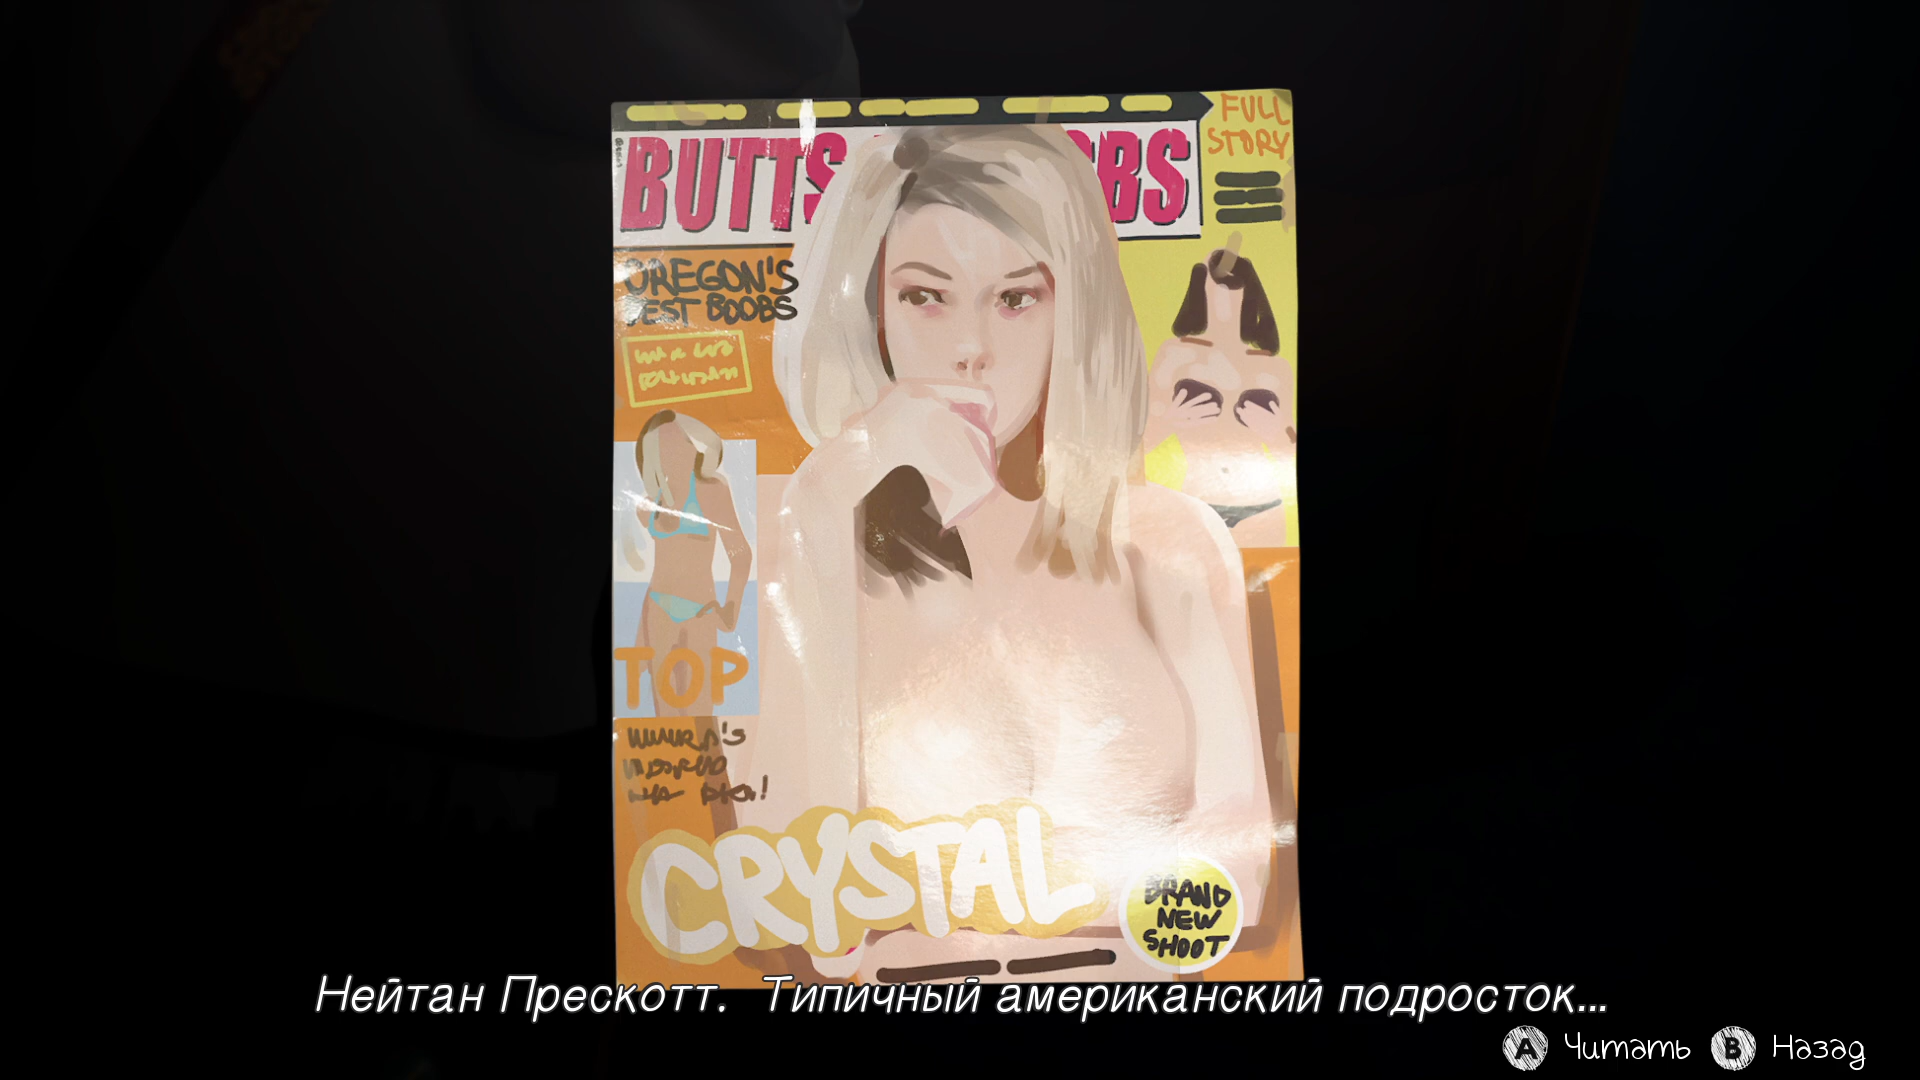 FULL
STORY
BUTTS BS
OREGON'S
BEST BOOBS
TOP
CRYSTAL
BRAND
NEW
SHOOT
Нейтан Прескотт. Типичный американский подросток...
A Читать B Назад